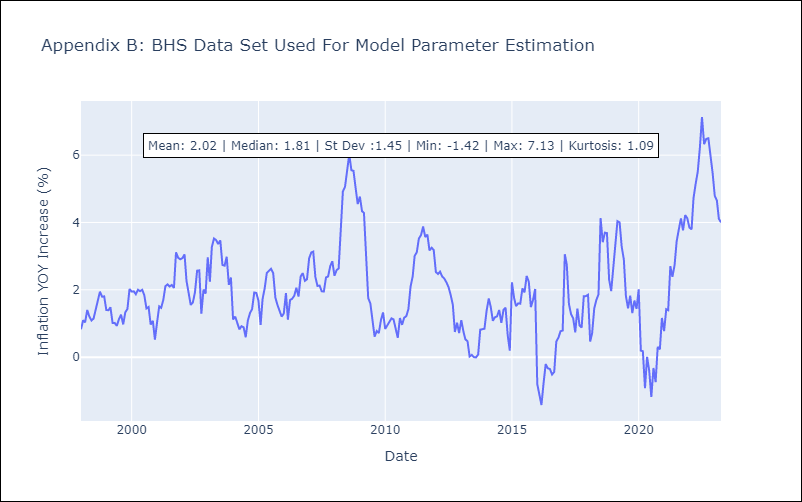 Appendix B: BHS Data Set Used For Model Parameter Estimation
Mean: 2.02 | Median: 1.81 | St Dev :1.45 | Min: -1.42 | Max: 7.13 | Kurtosis: 1.09
Inflation YOY Increase (%)
6
4
2
0
2000
2005
2010
2015
2020
Date